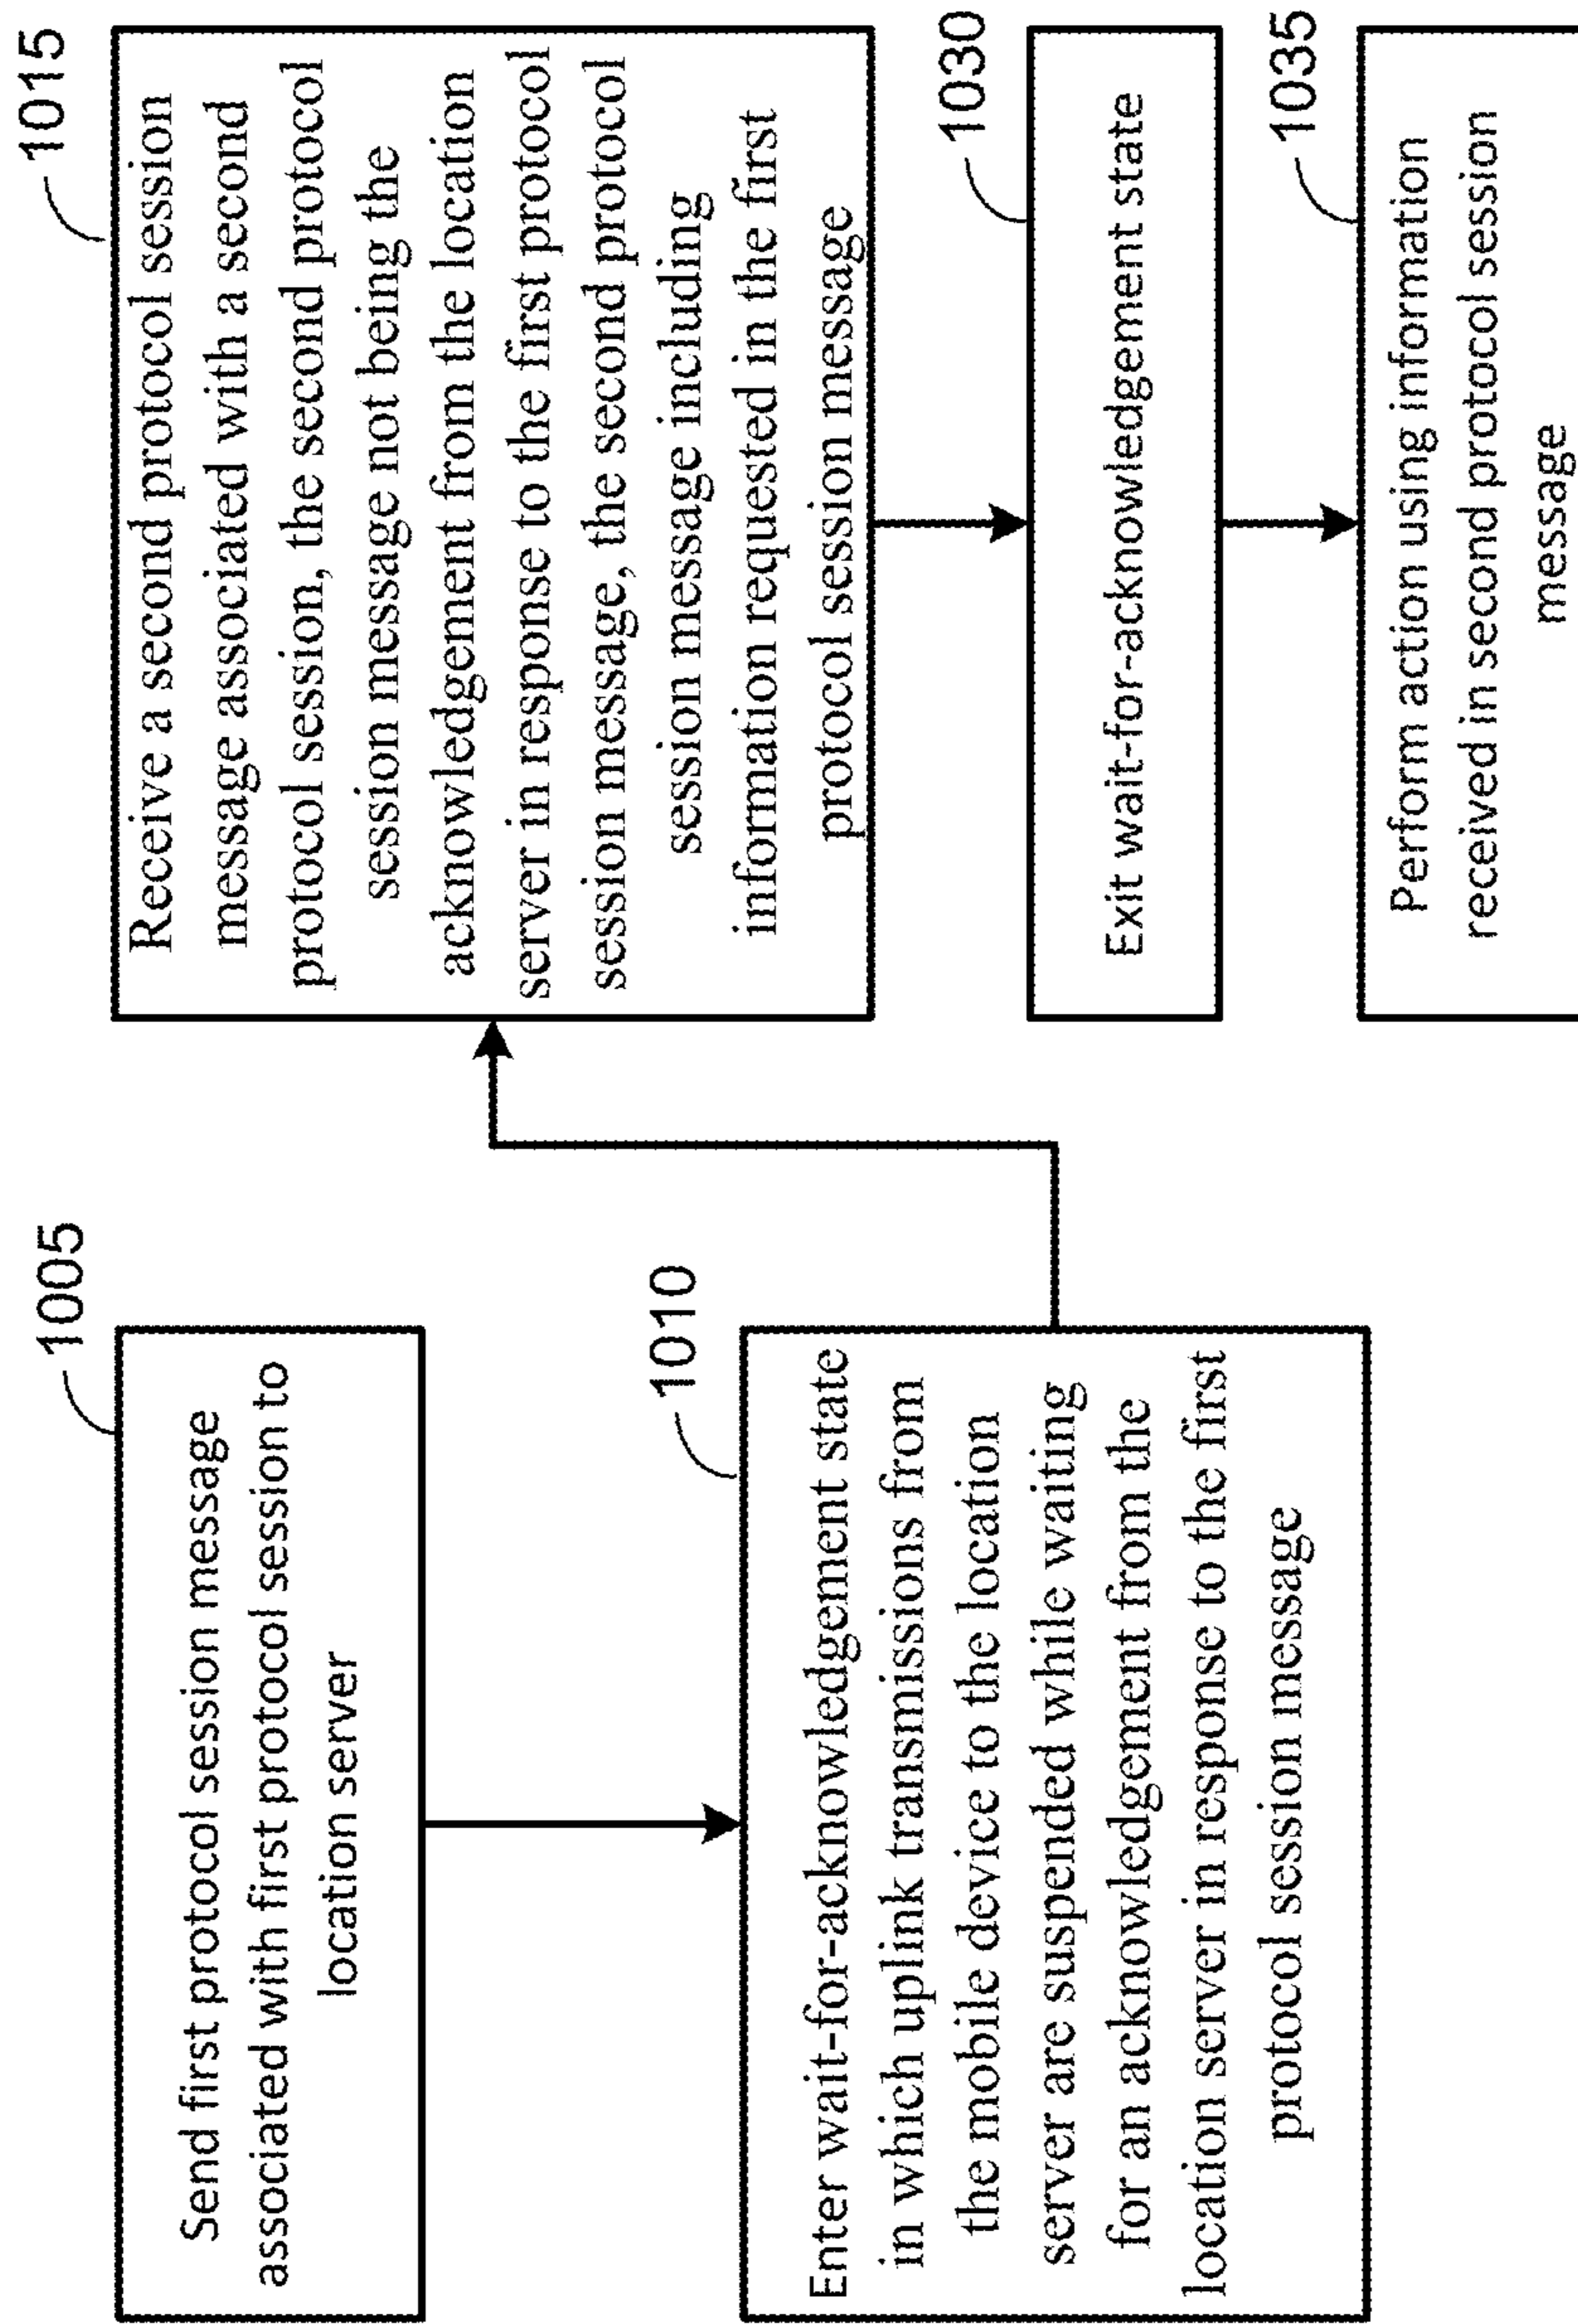 1005
Send first protocol session message
associated with first protocol session to
location server
1010
Enter wait-for-acknowledgement state
in which uplink transmissions from
the mobile device to the location
server are suspended while waiting
for an acknowledgement from the
location server in response to the first
protocol session message
1015
Receive a second protocol session
message associated with a second
protocol session, the second protocol
session message not being the
acknowledgement from the location
server in response to the first protocol
session message, the second protocol
session message including
information requested in the first
protocol session message
1030
Exit wait-for-acknowledgement state
1035
Perform action using information
received in second protocol session
message